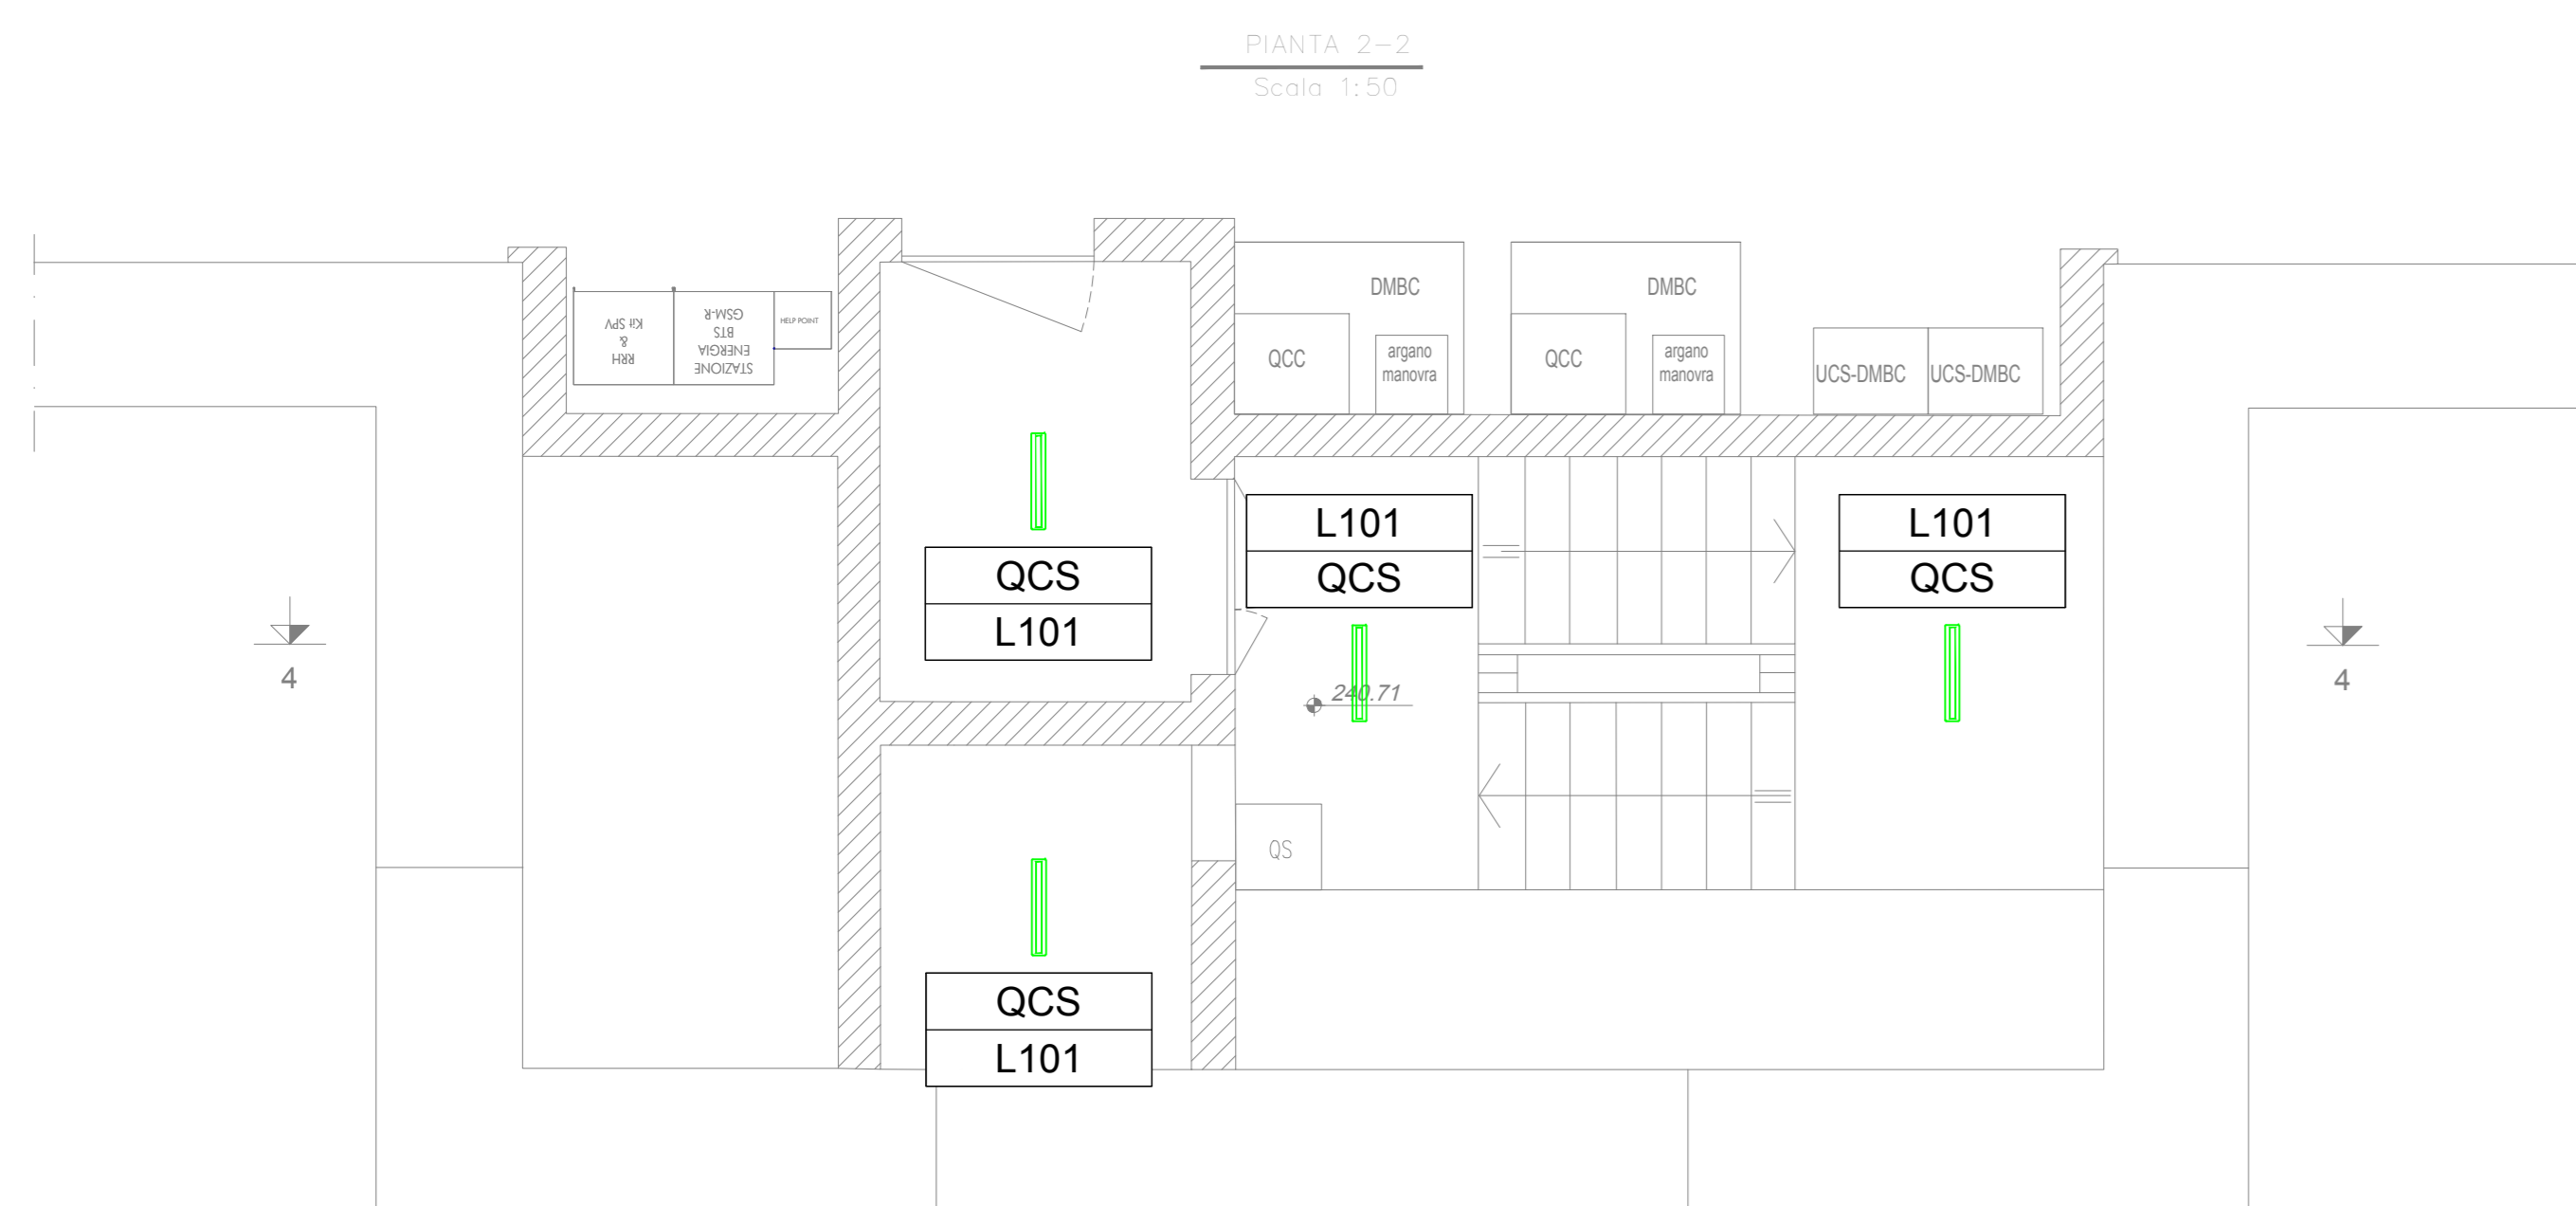 PIANTA 2-2
Scala 1:50
DMBC
DMBC
QCC
argano
manovra
QCC
argano
manovra
UCS-DMBC
UCS-DMBC
RRH
&
Kit SPV
STAZIONE
ENERGIA
BTS
GSM-R
HELP POINT
QCS
L101
L101
QCS
L101
QCS
4
240.71
4
QS
QCS
L101